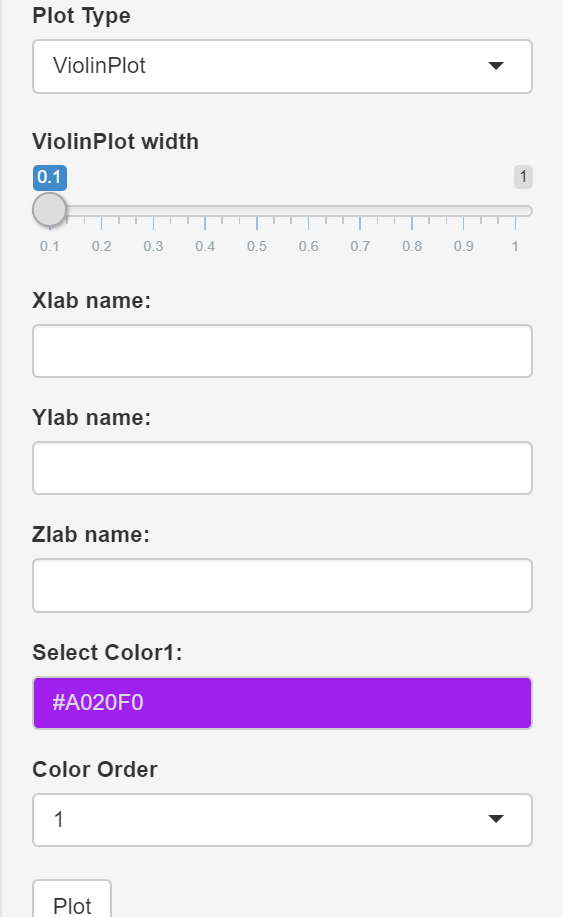 Plot Type
ViolinPlot
ViolinPlot width
0.1 1
0.1 0.2 0.3 0.4 0.5 0.6 0.7 0.8 0.9 1
Xlab name:
Ylab name:
Zlab name:
Select Color1:
#A020F0
Color Order
1
Plot